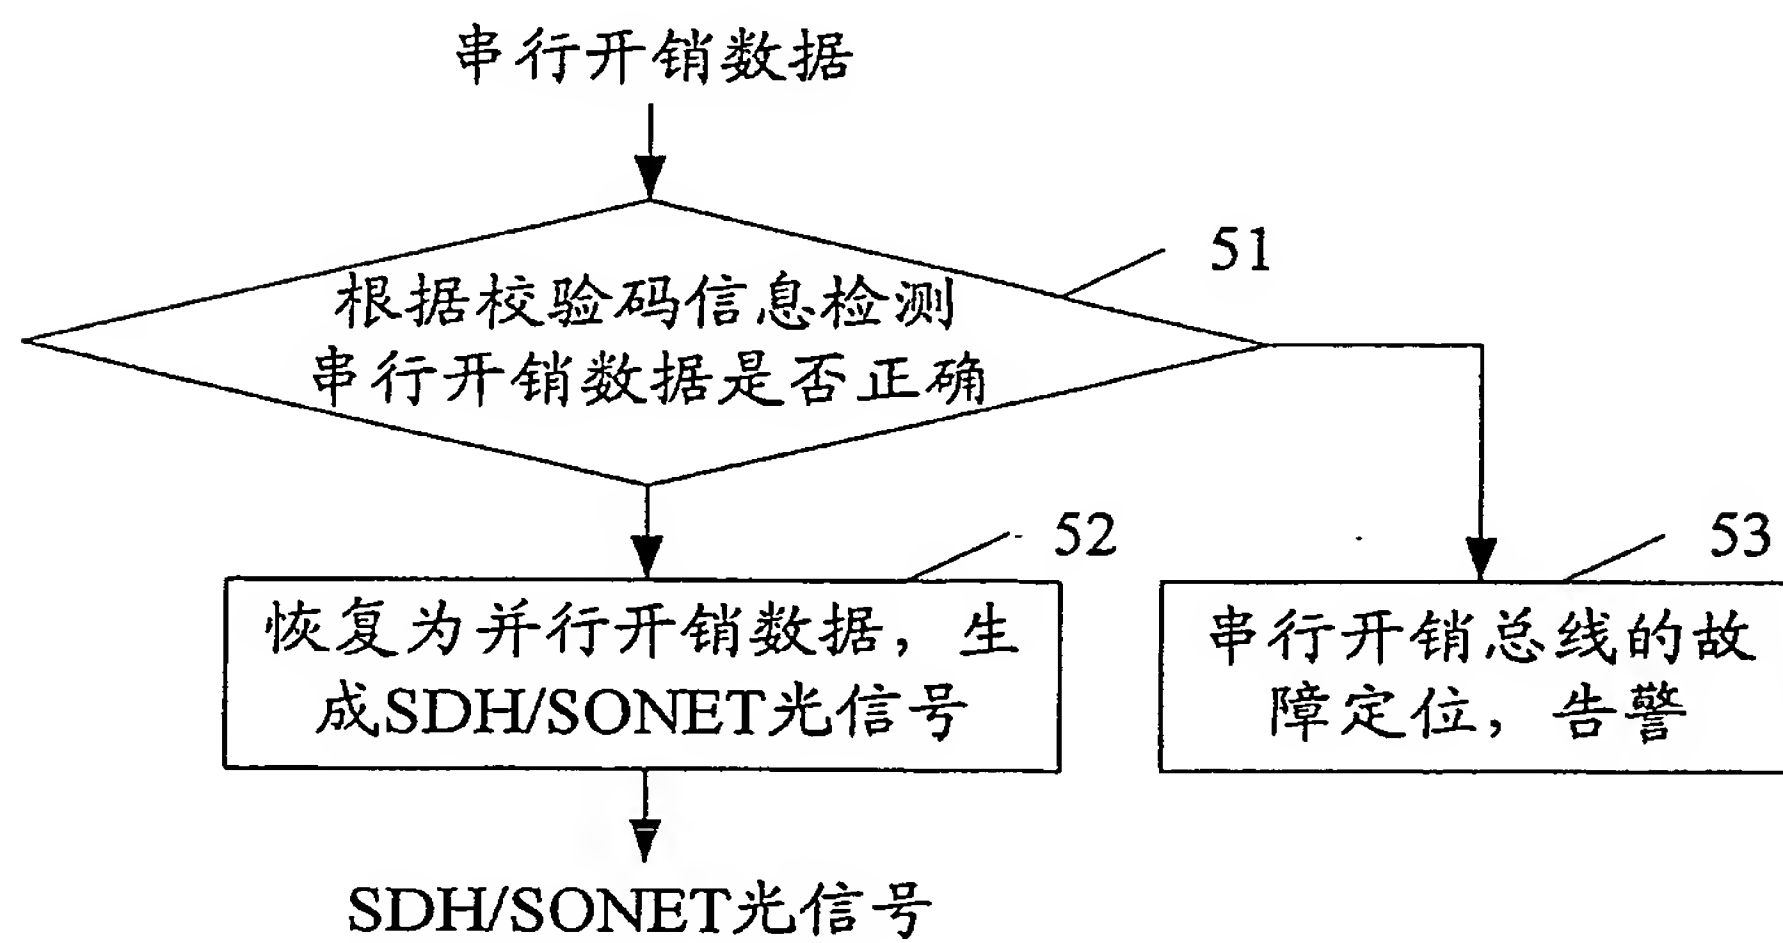 串行开销数据
51
根据校验码信息检测
串行开销数据是否正确
52
53
恢复为并行开销数据，生
成SDH/SONET光信号
串行开销总线的故
障定位，告警
SDH/SONET光信号